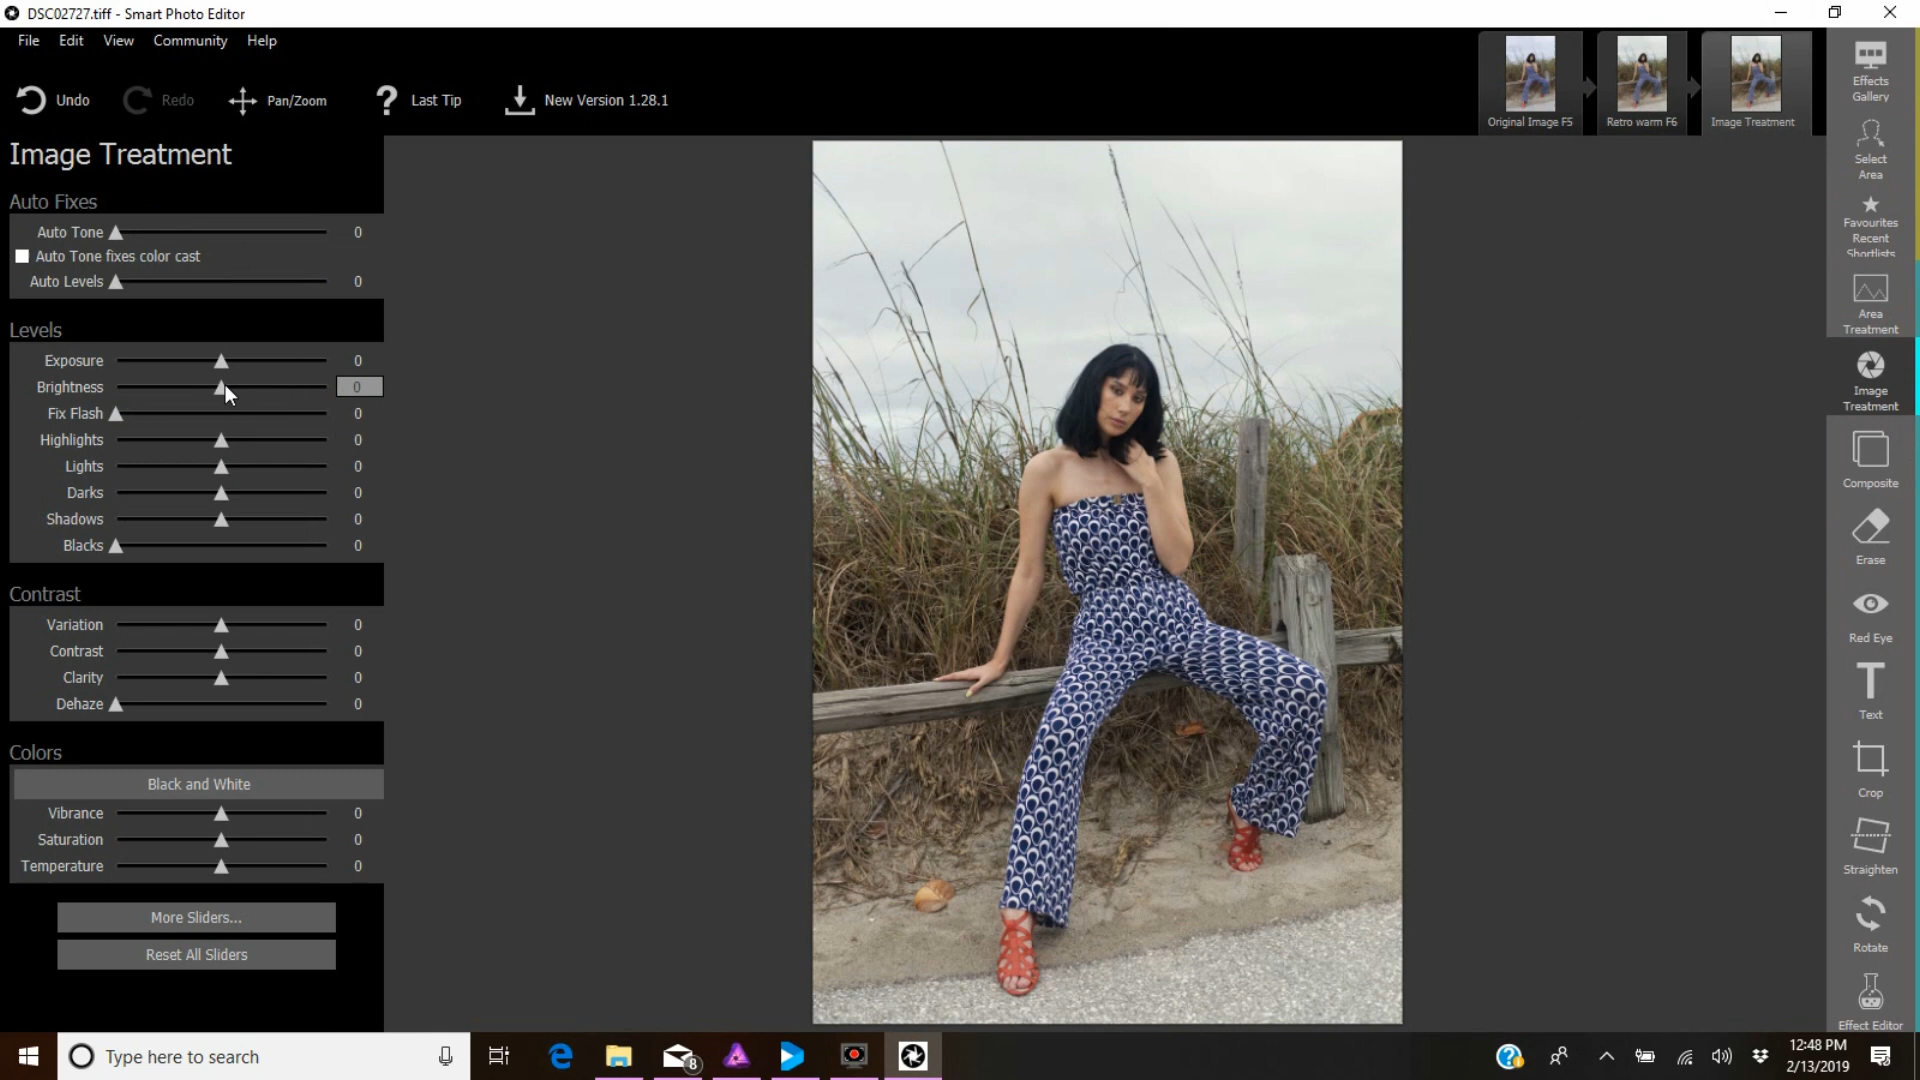 DSC02727.tiff - Smart Photo Editor
File Edit View Community Help
Undo Redo Pan/Zoom ? Last Tip New Version 1.28.1
Original Image F5 Retro warm F6 Image Treatment
Image Treatment
Auto Fixes
Auto Tone 0
Auto Tone fixes color cast
Auto Levels 0
Levels
Exposure 0
Brightness 0
Fix Flash 0
Highlights 0
Lights 0
Darks 0
Shadows 0
Blacks 0
Contrast
Variation 0
Contrast 0
Clarity 0
Dehaze 0
Colors
Black and White
Vibrance 0
Saturation 0
Temperature 0
More Sliders...
Reset All Sliders
Effects
Gallery
Select
Area
Favourites
Recent
Shortlists
Area
Treatment
Image
Treatment
Composite
Erase
Red Eye
T
Text
Crop
Straighten
Rotate
Effect Editor
Type here to search
8
?
12:48 PM
2/13/2019